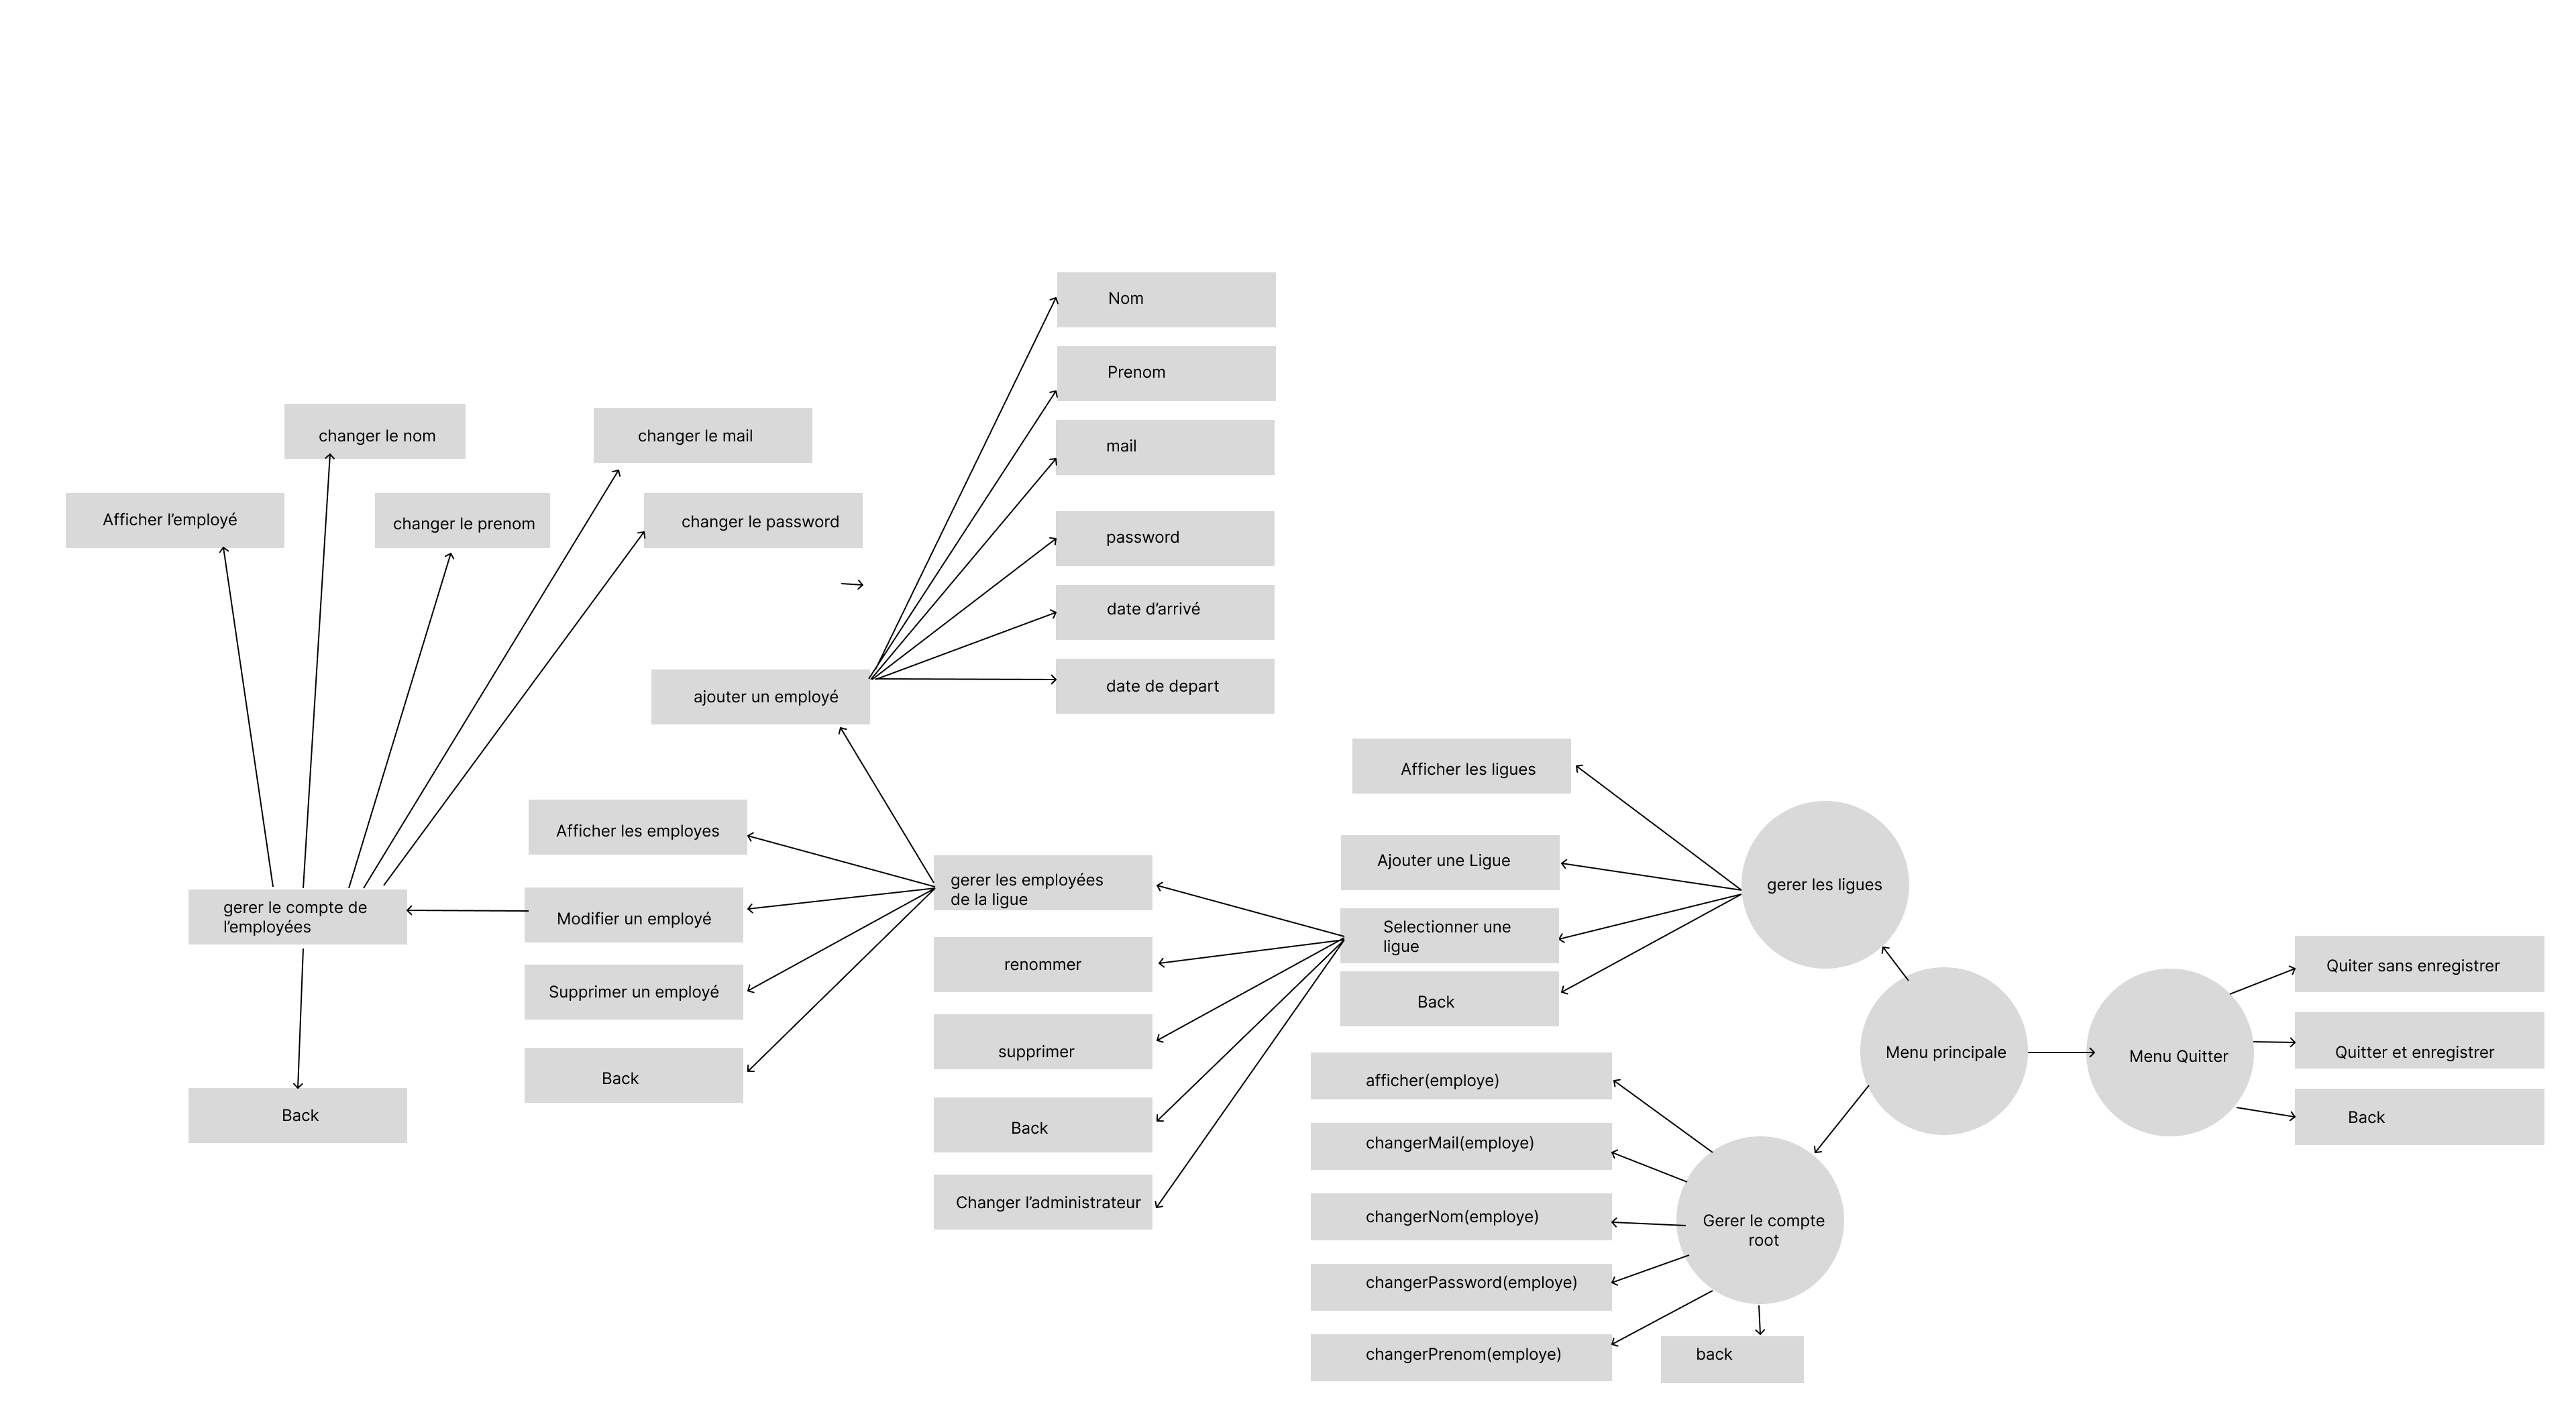 Nom
Prenom
mail
password
date d’arrivé
date de depart
changer le nom
changer le mail
Afficher l’employé
changer le prenom
changer le password
ajouter un employé
Afficher les employes
Modifier un employé
Supprimer un employé
Back
gerer le compte de
l’employées
Back
gerer les employées
de la ligue
renommer
supprimer
Back
Changer l’administrateur
Afficher les ligues
Ajouter une Ligue
Selectionner une
ligue
Back
gerer les ligues
Menu principale
Menu Quitter
Quiter sans enregistrer
Quitter et enregistrer
Back
afficher(employe)
changerMail(employe)
changerNom(employe)
changerPassword(employe)
changerPrenom(employe)
Gerer le compte
root
back